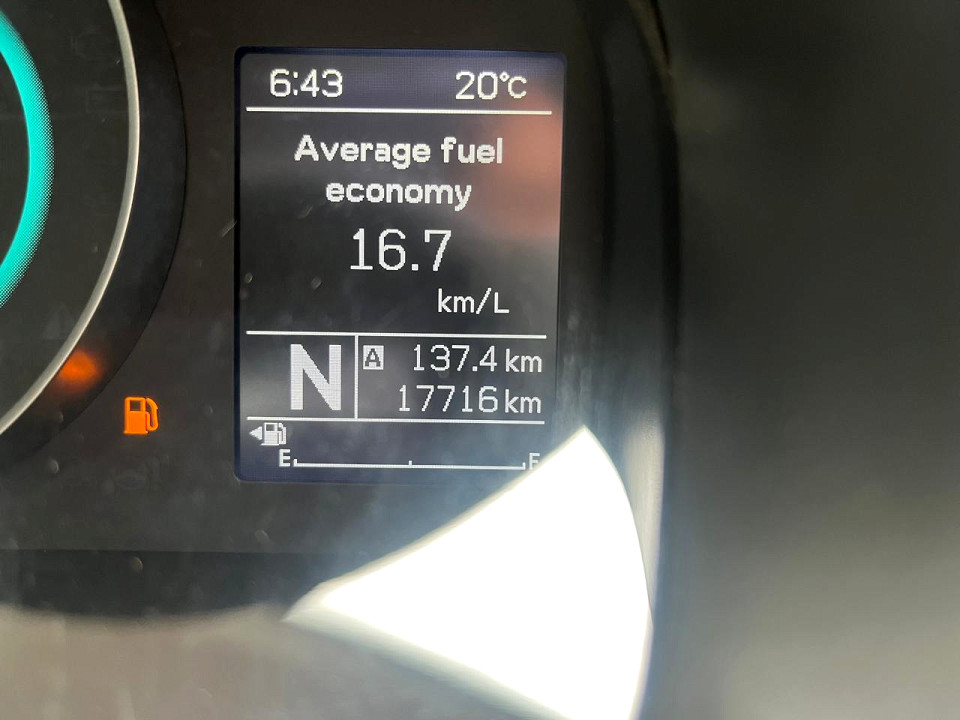 6:43 20°C
Average fuel
economy
16.7
km/L
N A 137.4 km
17716 km
E F